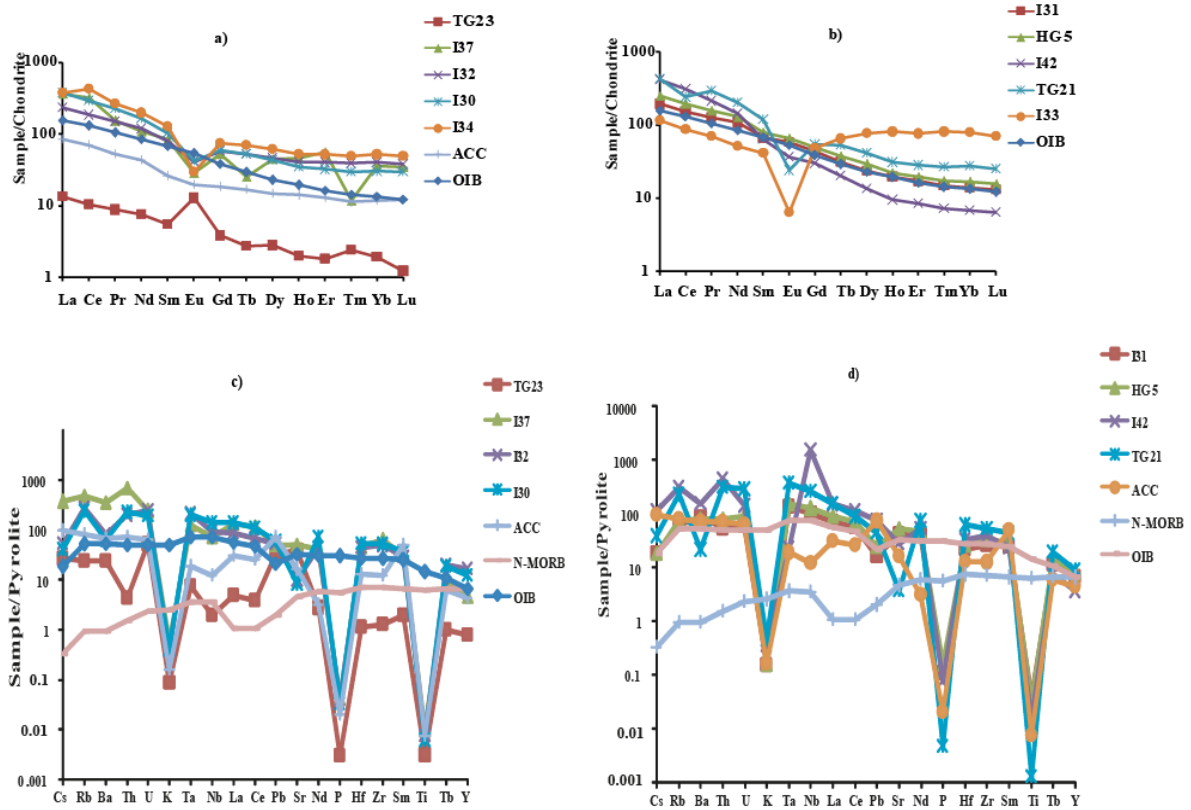 a)
Sample/Chondrite
1000
100
10
1
La Ce Pr Nd Sm Eu Gd Tb Dy Ho Er Tm Yb Lu
TG23
I37
I32
I30
I34
ACC
OIB
b)
Sample/Chondrite
1000
100
10
1
La Ce Pr Nd Sm Eu Gd Tb Dy Ho Er Tm Yb Lu
I31
HG5
I42
TG21
I33
OIB
c)
Sample/Pyrolite
1000
100
10
1
0.1
0.01
0.001
Cs Rb Ba Th U K Ta Nb La Ce Pb Sr Nd P Hf Zr Sm Ti Tb Y
TG23
I37
I32
I30
ACC
N-MORB
OIB
d)
Sample/Pyrolite
10000
1000
100
10
1
0.1
0.01
0.001
Cs Rb Ba Th U K Ta Nb La Ce Pb Sr Nd P Hf Zr Sm Ti Tb Y
I31
HG5
I42
TG21
ACC
N-MORB
OIB